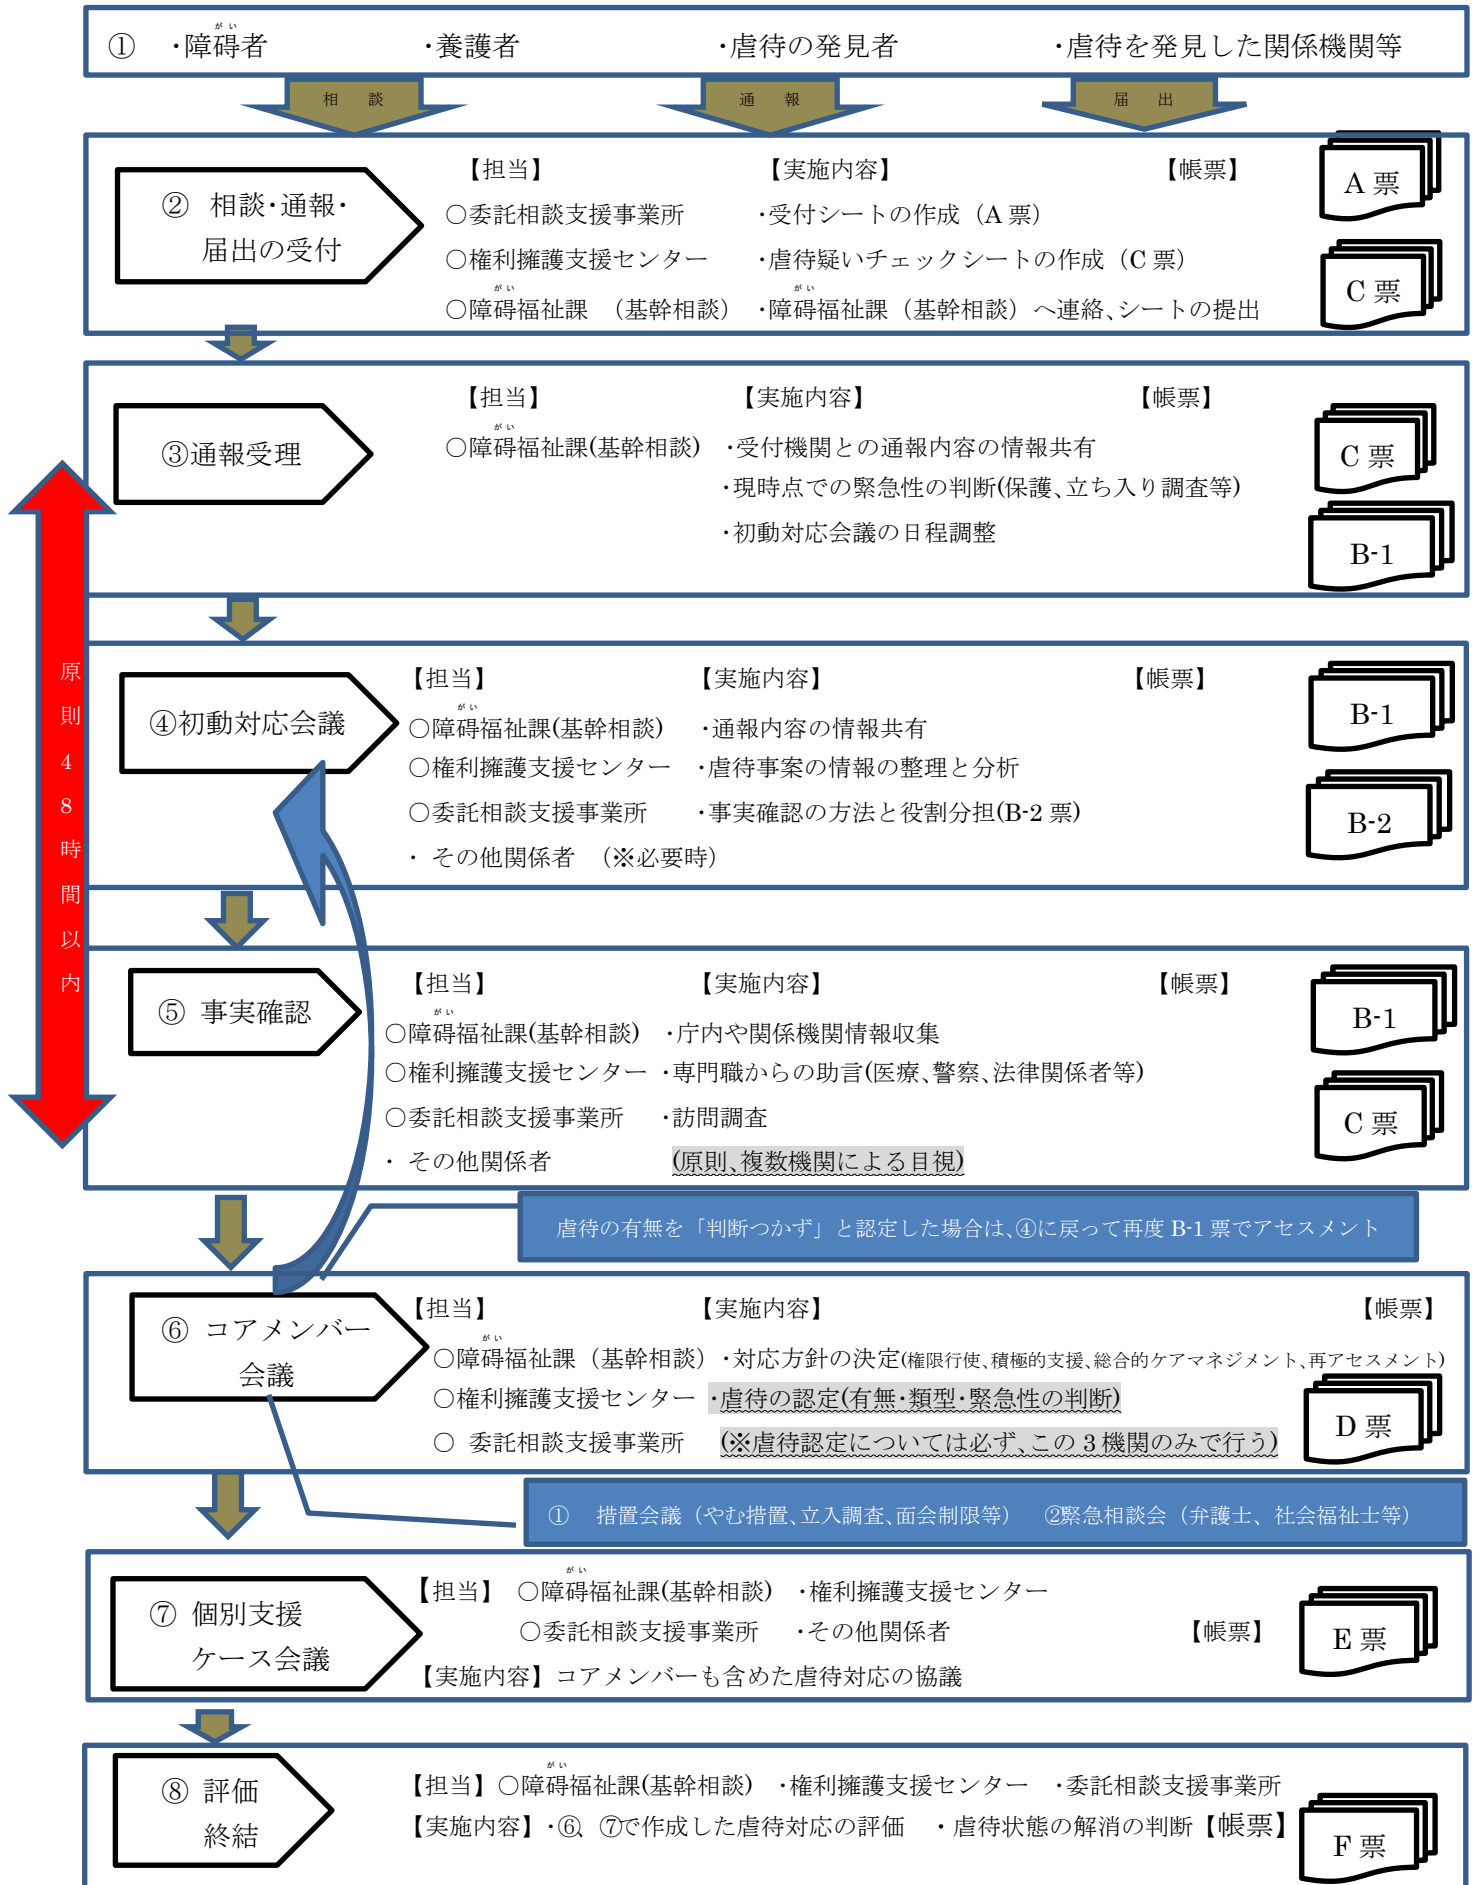 ① ・障碍者 ・養護者 ・虐待の発見者 ・虐待を発見した関係機関等
がい
相 談 通 報 届 出
② 相談・通報・
届出の受付
【担当】 【実施内容】 【帳票】
○委託相談支援事業所 ・受付シートの作成（A 票）
○権利擁護支援センター ・虐待疑いチェックシートの作成（C 票）
がい がい
○障碍福祉課 （基幹相談） ・障碍福祉課（基幹相談）へ連絡、シートの提出
A 票
C 票
③通報受理
【担当】 【実施内容】 【帳票】
がい
○障碍福祉課(基幹相談) ・受付機関との通報内容の情報共有
・現時点での緊急性の判断(保護、立ち入り調査等)
・初動対応会議の日程調整
C 票
B-1
原則48時間以内
④初動対応会議
【担当】 【実施内容】 【帳票】
がい
○障碍福祉課(基幹相談) ・通報内容の情報共有
○権利擁護支援センター ・虐待事案の情報の整理と分析
○委託相談支援事業所 ・事実確認の方法と役割分担(B-2 票)
・ その他関係者 （※必要時）
B-1
B-2
⑤ 事実確認
【担当】 【実施内容】 【帳票】
がい
○障碍福祉課(基幹相談) ・庁内や関係機関情報収集
○権利擁護支援センター ・専門職からの助言(医療、警察、法律関係者等)
○委託相談支援事業所 ・訪問調査
・ その他関係者 (原則、複数機関による目視)
B-1
C 票
虐待の有無を「判断つかず」と認定した場合は、④に戻って再度 B-1 票でアセスメント
⑥ コアメンバー
会議
【担当】 【実施内容】 【帳票】
がい
○障碍福祉課（基幹相談）・対応方針の決定(権限行使、積極的支援、総合的ケアマネジメント、再アセスメント)
○権利擁護支援センター ・虐待の認定(有無・類型・緊急性の判断)
○ 委託相談支援事業所 (※虐待認定については必ず、この 3 機関のみで行う)
D 票
① 措置会議（やむ措置、立入調査、面会制限等） ②緊急相談会（弁護士、社会福祉士等）
⑦ 個別支援
ケース会議
がい
【担当】 ○障碍福祉課(基幹相談) ・権利擁護支援センター
○委託相談支援事業所 ・その他関係者 【帳票】
【実施内容】コアメンバーも含めた虐待対応の協議
E 票
⑧ 評価
終結
がい
【担当】○障碍福祉課(基幹相談) ・権利擁護支援センター ・委託相談支援事業所
【実施内容】・⑥、⑦で作成した虐待対応の評価 ・虐待状態の解消の判断【帳票】
F 票